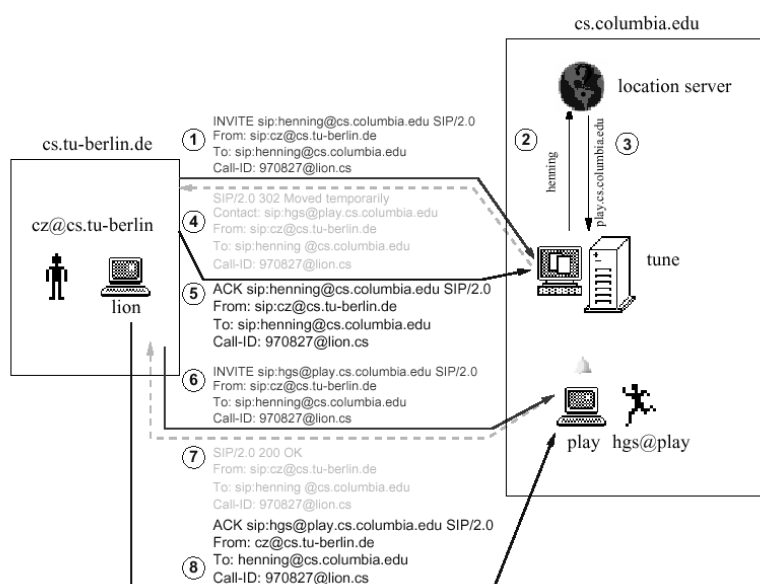 cs.columbia.edu
location server
INVITE sip:henning@cs.columbia.edu SIP/2.0
1
From: sip:cz@cs.tu-berlin.de
To: sip:henning@cs.columbia.edu
Call-ID: 970827@lion.cs
2
3
henning
play.cs.columbia.edu
cs.tu-berlin.de
SIP/2.0 302 Moved temporarily
Contact: sip:hgs@play.cs.columbia.edu
4
From: sip:cz@cs.tu-berlin.de
To: sip:henning @cs.columbia.edu
Call-ID: 970827@lion.cs
cz@cs.tu-berlin
lion
tune
5
ACK sip:henning@cs.columbia.edu SIP/2.0
From: sip:cz@cs.tu-berlin.de
To: sip:henning@cs.columbia.edu
Call-ID: 970827@lion.cs
6
INVITE sip:hgs@play.cs.columbia.edu SIP/2.0
From: sip:cz@cs.tu-berlin.de
To: sip:henning@cs.columbia.edu
Call-ID: 970827@lion.cs
play hgs@play
7
SIP/2.0 200 OK
From: sip:cz@cs.tu-berlin.de
To: sip:henning @cs.columbia.edu
Call-ID: 970827@lion.cs
ACK sip:hgs@play.cs.columbia.edu SIP/2.0
From: cz@cs.tu-berlin.de
8
To: henning@cs.columbia.edu
Call-ID: 970827@lion.cs